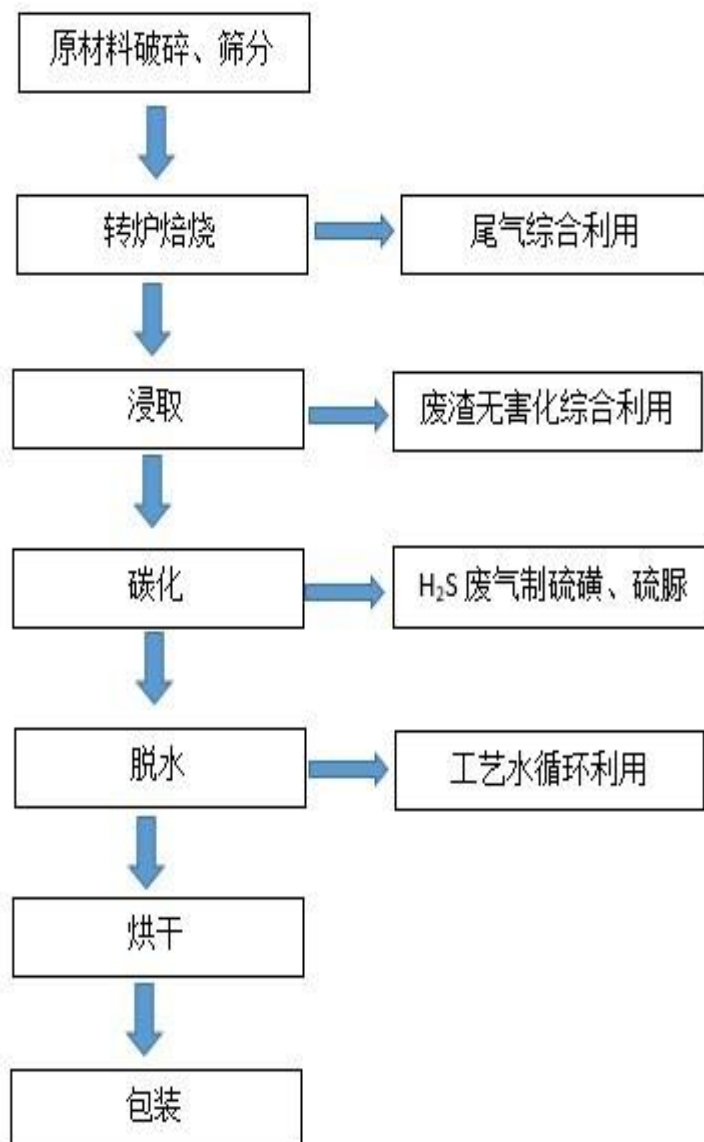 原材料破碎、筛分
转炉焙烧
尾气综合利用
浸取
废渣无害化综合利用
碳化
H₂S 废气制硫磺、硫脲
脱水
工艺水循环利用
烘干
包装